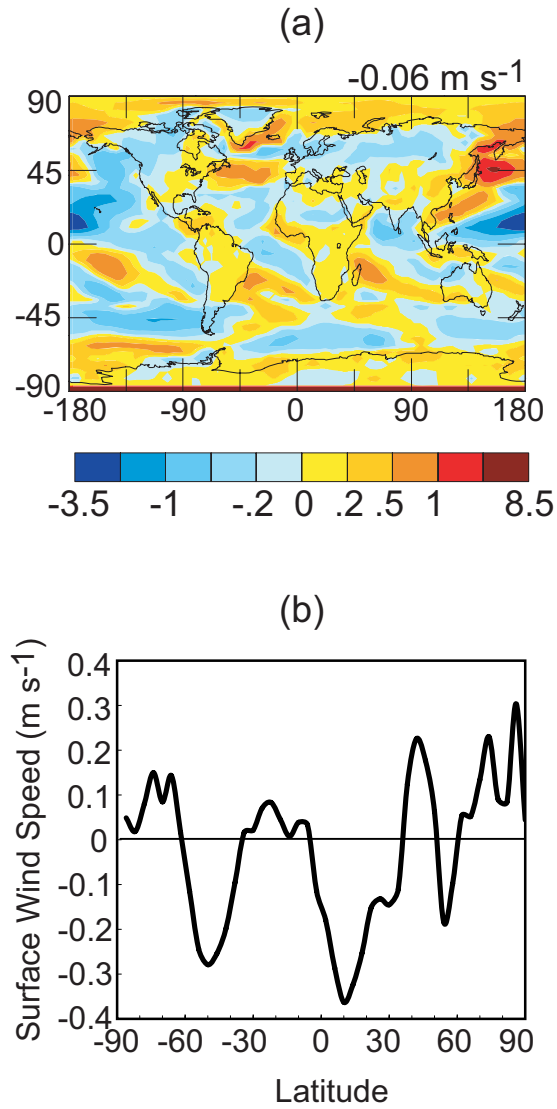 (a)
-0.06 m s-1
90
45
0
-45
-90
-180 -90 0 90 180
-3.5 -1 -.2 0 .2 .5 1 8.5
(b)
Surface Wind Speed (m s-1)
0.4
0.3
0.2
0.1
0
-0.1
-0.2
-0.3
-0.4
-90 -60 -30 0 30 60 90
Latitude